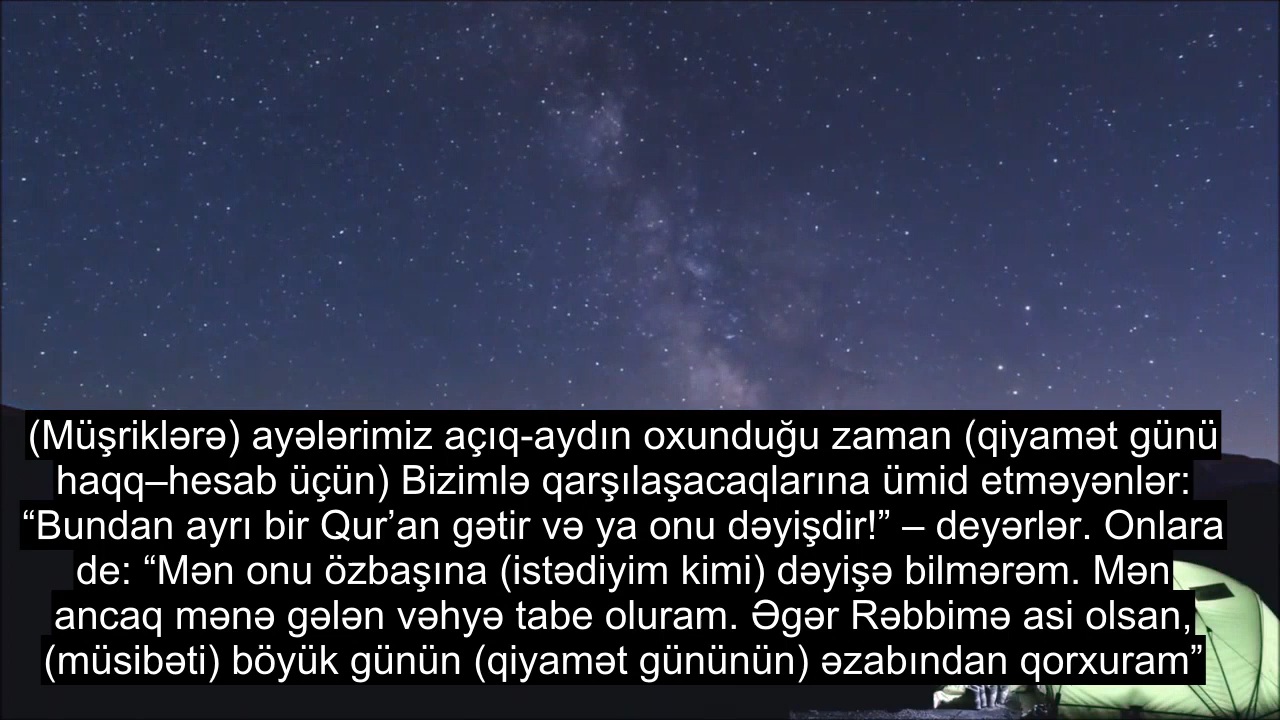 (Müşriklərə) ayələrimiz açıq-aydın oxunduğu zaman (qiyamət günü
haqq–hesab üçün) Bizimlə qarşılaşacaqlarına ümid etməyənlər:
“Bundan ayrı bir Qur’an gətir və ya onu dəyişdir!” – deyərlər. Onlara
de: “Mən onu özbaşına (istədiyim kimi) dəyişə bilmərəm. Mən
ancaq mənə gələn vəhyə tabe oluram. Əgər Rəbbimə asi olsan,
(müsibəti) böyük günün (qiyamət gününün) əzabından qorxuram”